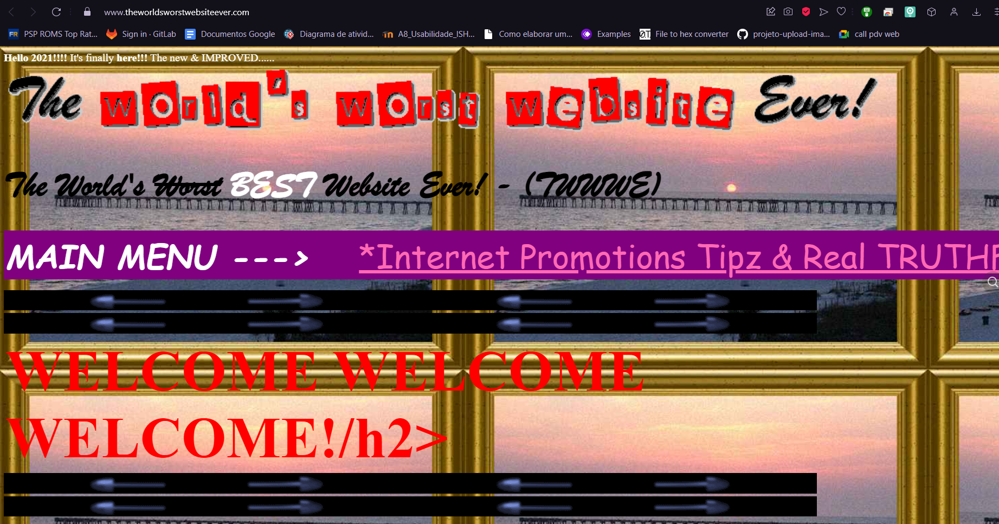 www.theworldsworstwebsiteever.com
PSP ROMS Top Rat... Sign in · GitLab Documentos Google Diagrama de ativid... A8_Usabilidade_ISH... Como elaborar um... Examples File to hex converter projeto-upload-ima... call pdv web
Hello 2021!!!! It's finally here!!! The new & IMPROVED......
The world's worst website Ever!
The World's Worst BEST Website Ever! - (TWWWE)
MAIN MENU ---> *Internet Promotions Tipz & Real TRUTHF
WELCOME WELCOME
WELCOME!/h2>